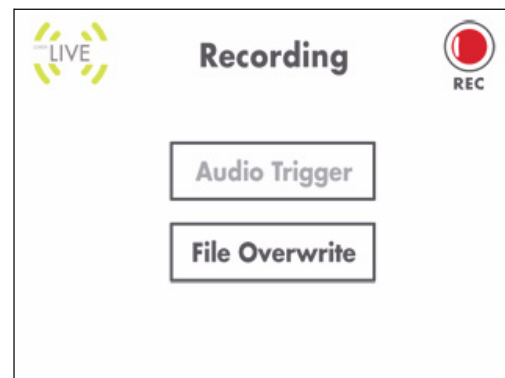 LIVE
Recording
REC
Audio Trigger
File Overwrite